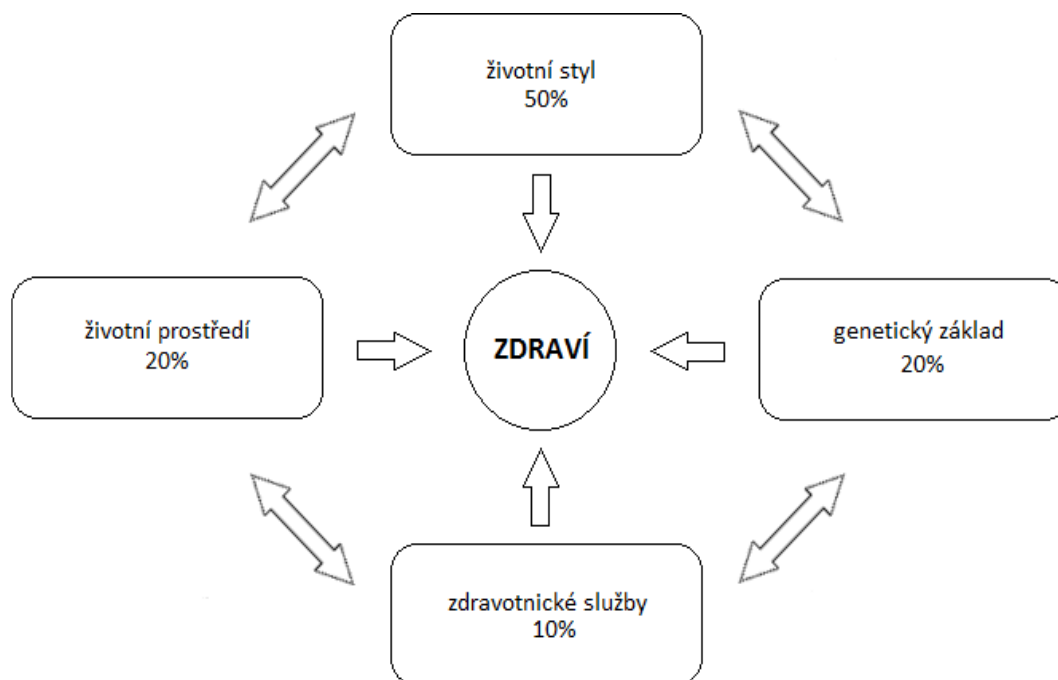 životní styl
50%
životní prostředí
20%
ZDRAVÍ
genetický základ
20%
zdravotnické služby
10%